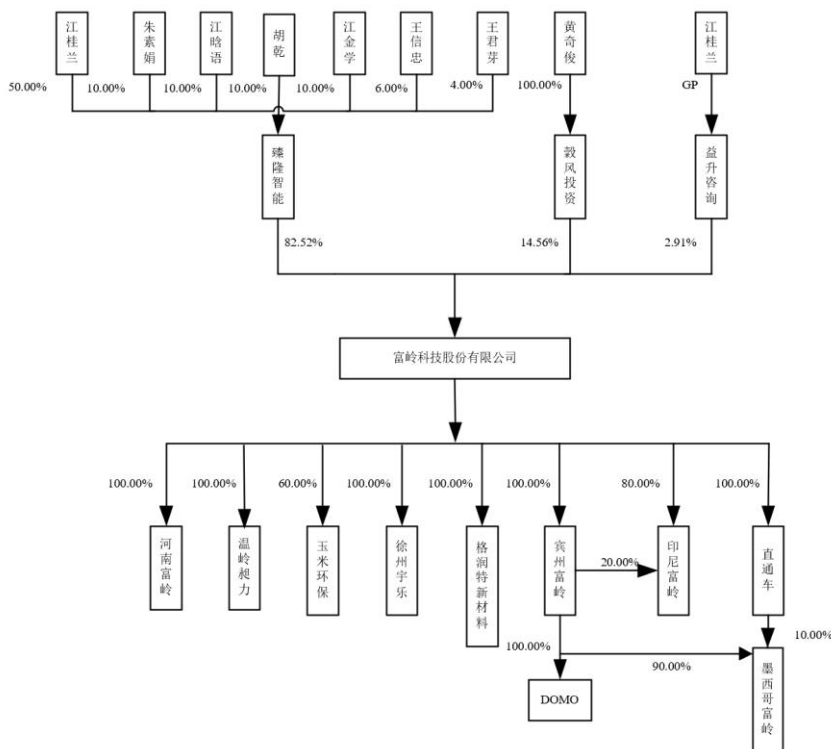 江桂兰
朱素娟
江晗语
胡乾
江金学
王信忠
王君芽
黄奇俊
江桂兰
50.00%
10.00%
10.00%
10.00%
10.00%
6.00%
4.00%
100.00%
GP
臻隆智能
穀风投资
益升咨询
82.52%
14.56%
2.91%
富岭科技股份有限公司
100.00%
100.00%
60.00%
100.00%
100.00%
100.00%
80.00%
100.00%
河南富岭
温岭昶力
玉米环保
徐州宇乐
格润特新材料
宾州富岭
印尼富岭
直通车
20.00%
10.00%
100.00%
90.00%
DOMO
墨西哥富岭